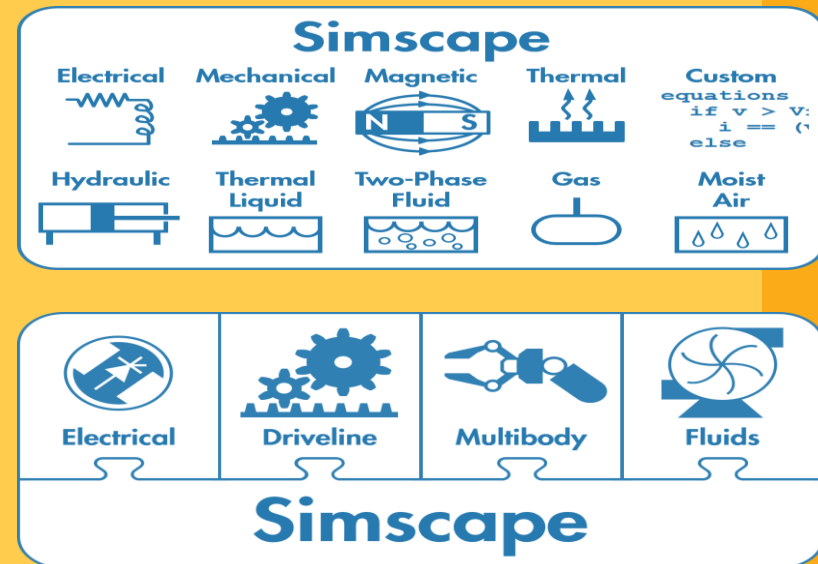 Simscape
Electrical Mechanical Magnetic Thermal Custom
equations
if v > V
i == (
else
Hydraulic Thermal Liquid Two-Phase Fluid Gas Moist Air
N S
Electrical Driveline Multibody Fluids
Simscape